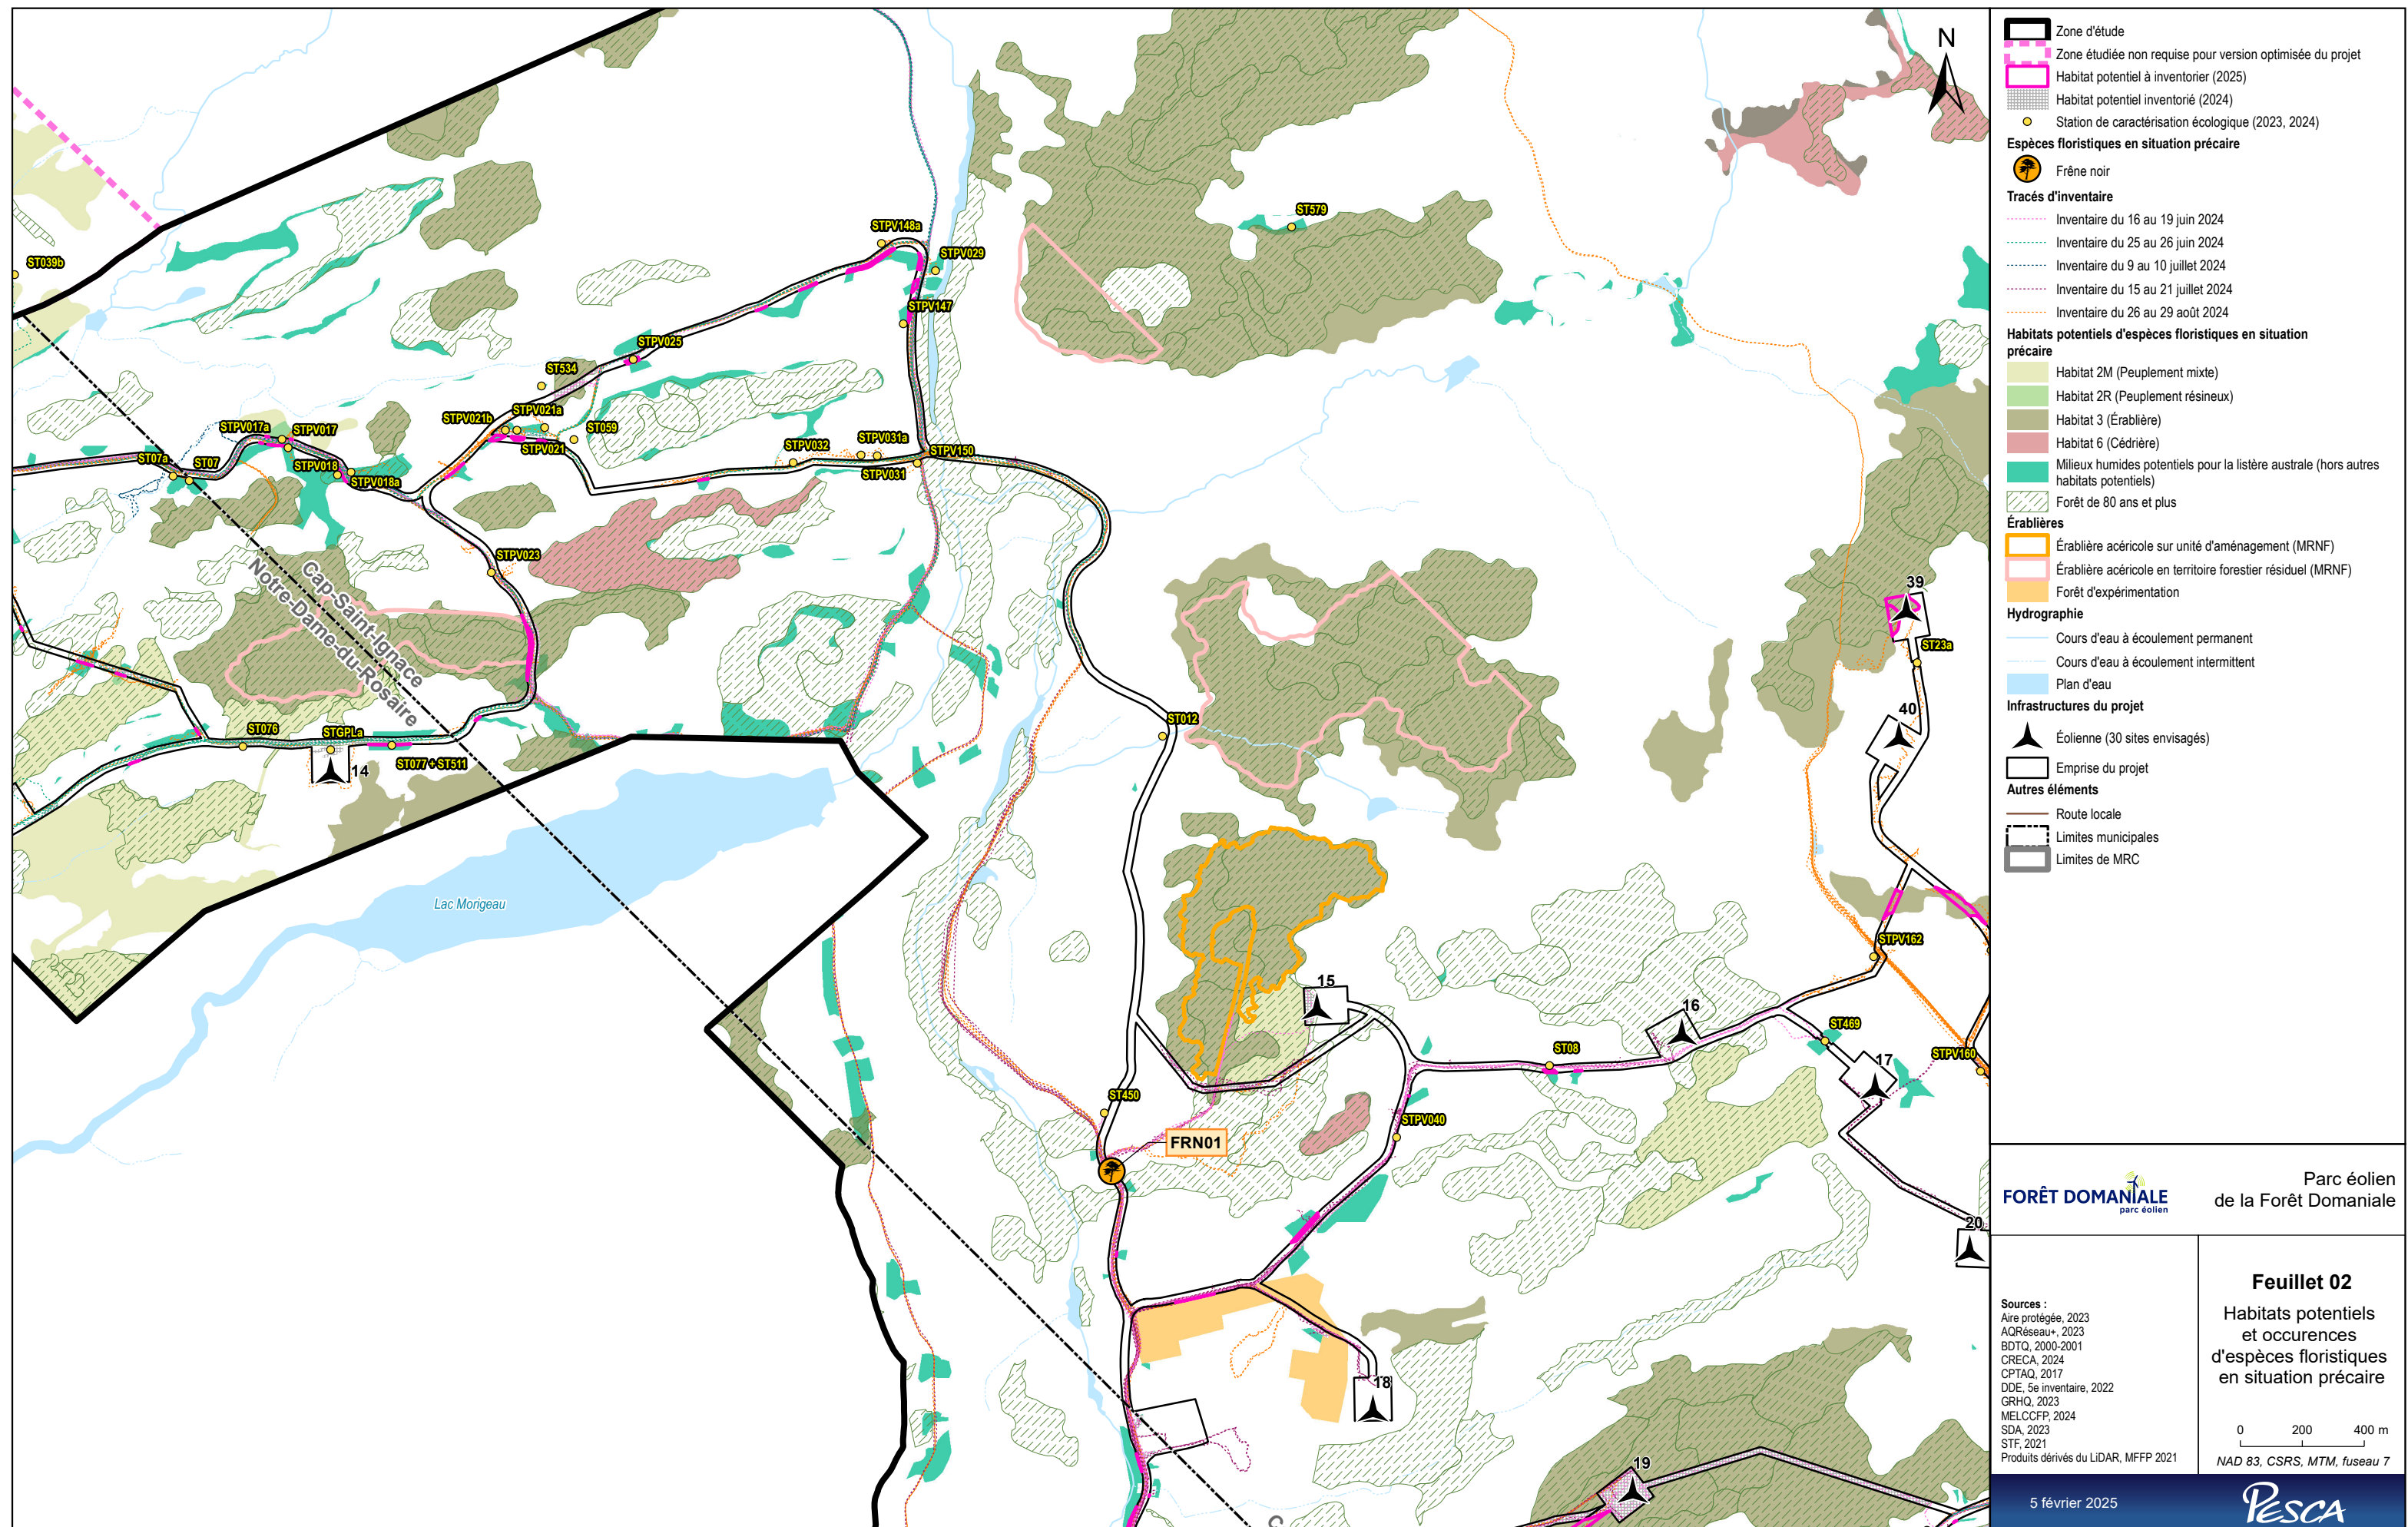 N
ST039b
STPV148a
STPV029
ST579
STPV147
STPV025
ST534
STPV021b
STPV021a
ST059
STPV021
STPV017a
STPV017
ST07a
ST07
STPV018
STPV018a
STPV032
STPV031a
STPV031
STPV150
STPV023
Cap-Saint-Ignace
Notre-Dame-du-Rosaire
39
ST23a
40
ST012
ST076
STGPLa
14
ST077+ST511
Lac Morigeau
STPV162
15
16
ST469
ST08
17
STPV160
ST450
STPV040
FRN01
20
18
19
Zone d'étude
Zone étudiée non requise pour version optimisée du projet
Habitat potentiel à inventorier (2025)
Habitat potentiel inventorié (2024)
Station de caractérisation écologique (2023, 2024)
Espèces floristiques en situation précaire
Frêne noir
Tracés d'inventaire
Inventaire du 16 au 19 juin 2024
Inventaire du 25 au 26 juin 2024
Inventaire du 9 au 10 juillet 2024
Inventaire du 15 au 21 juillet 2024
Inventaire du 26 au 29 août 2024
Habitats potentiels d'espèces floristiques en situation
précaire
Habitat 2M (Peuplement mixte)
Habitat 2R (Peuplement résineux)
Habitat 3 (Érablière)
Habitat 6 (Cédrière)
Milieux humides potentiels pour la listère australe (hors autres
habitats potentiels)
Forêt de 80 ans et plus
Érablières
Érablière acéricole sur unité d'aménagement (MRNF)
Érablière acéricole en territoire forestier résiduel (MRNF)
Forêt d'expérimentation
Hydrographie
Cours d'eau à écoulement permanent
Cours d'eau à écoulement intermittent
Plan d'eau
Infrastructures du projet
Éolienne (30 sites envisagés)
Emprise du projet
Autres éléments
Route locale
Limites municipales
Limites de MRC
FORÊT DOMANIALE
parc éolien
Parc éolien
de la Forêt Domaniale
Sources :
Aire protégée, 2023
AQRéseau+, 2023
BDTQ, 2000-2001
CRECA, 2024
CPTAQ, 2017
DDE, 5e inventaire, 2022
GRHQ, 2023
MELCCFP, 2024
SDA, 2023
STF, 2021
Produits dérivés du LiDAR, MFFP 2021
Feuillet 02
Habitats potentiels
et occurences
d'espèces floristiques
en situation précaire
0 200 400 m
NAD 83, CSRS, MTM, fuseau 7
5 février 2025
PESCA